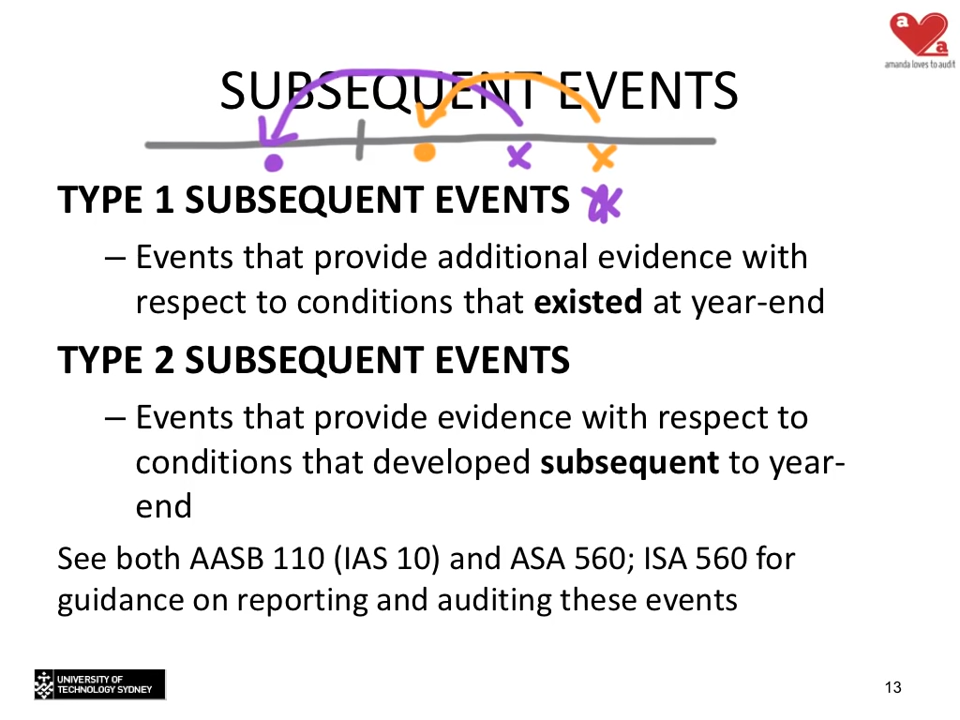 a
a
amanda loves to audit
SUBSEQUENT EVENTS
TYPE 1 SUBSEQUENT EVENTS
– Events that provide additional evidence with
respect to conditions that existed at year-end
TYPE 2 SUBSEQUENT EVENTS
– Events that provide evidence with respect to
conditions that developed subsequent to year-
end
See both AASB 110 (IAS 10) and ASA 560; ISA 560 for
guidance on reporting and auditing these events
UNIVERSITY OF
TECHNOLOGY SYDNEY
13